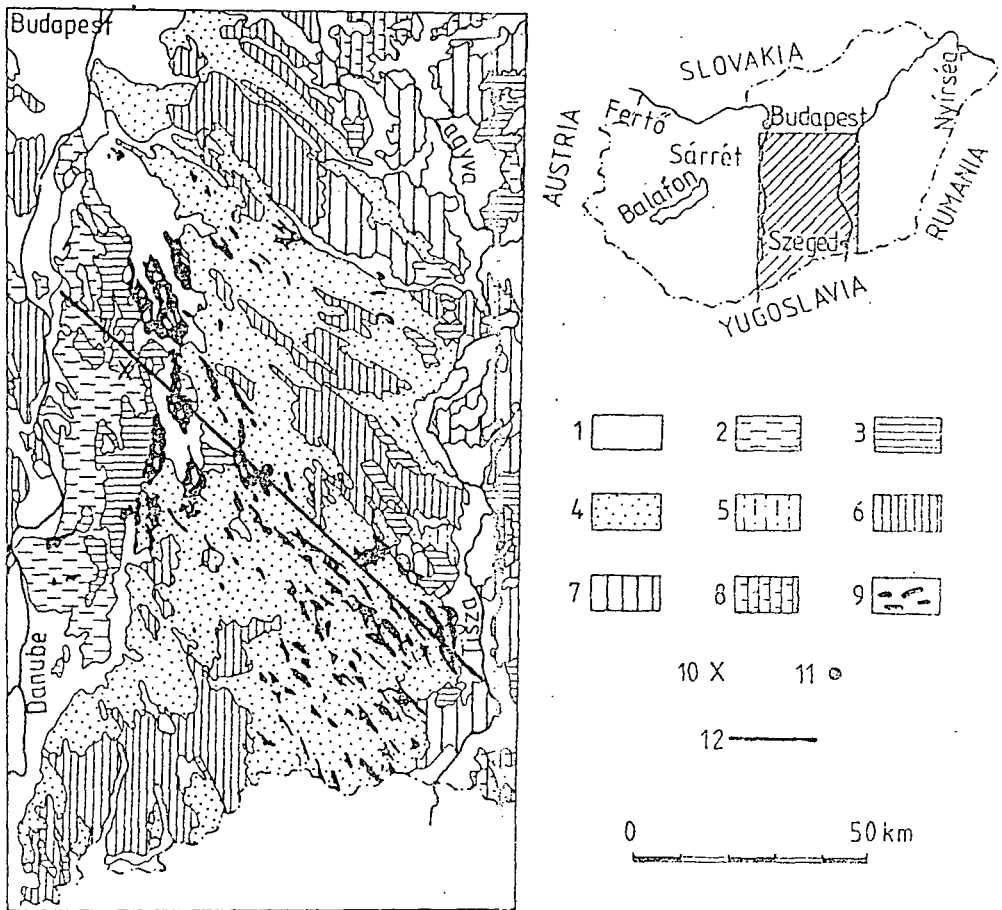 Budapest
TISZA
Danube
TISZA
SLOVAKIA
AUSTRIA
Fertő
Sárrét
Balaton
Budapest
Nyírség
Szeged
RUMANIA
YUGOSLAVIA
1 2 3
4 5 6
7 8 9
10 X 11
12
0 50 km